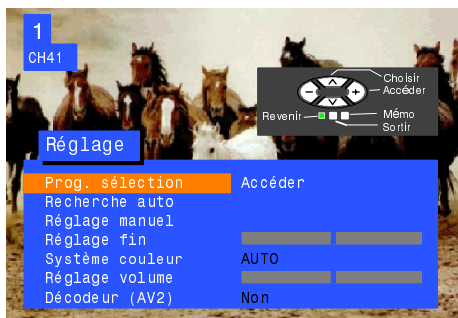 1
CH41
Choisir
Accéder
Revenir
Mémo
Sortir
Réglage
Prog. sélection Accéder
Recherche auto
Réglage manuel
Réglage fin
Système couleur AUTO
Réglage volume
Décodeur (AV2) Non